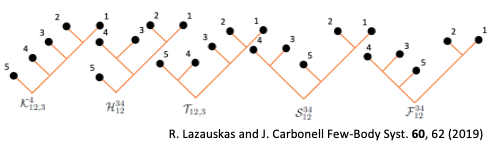 2 1 2 1 2 1 2 1 2 1
3 4 3 3 4 3 4 3
4 5 4 5 5
5 5
𝒦⁴₁₂,₃ ℋ³⁴₁₂ 𝒯₁₂,₃ 𝒮³⁴₁₂ ℱ³⁴₁₂
R. Lazauskas and J. Carbonell Few-Body Syst. 60, 62 (2019)